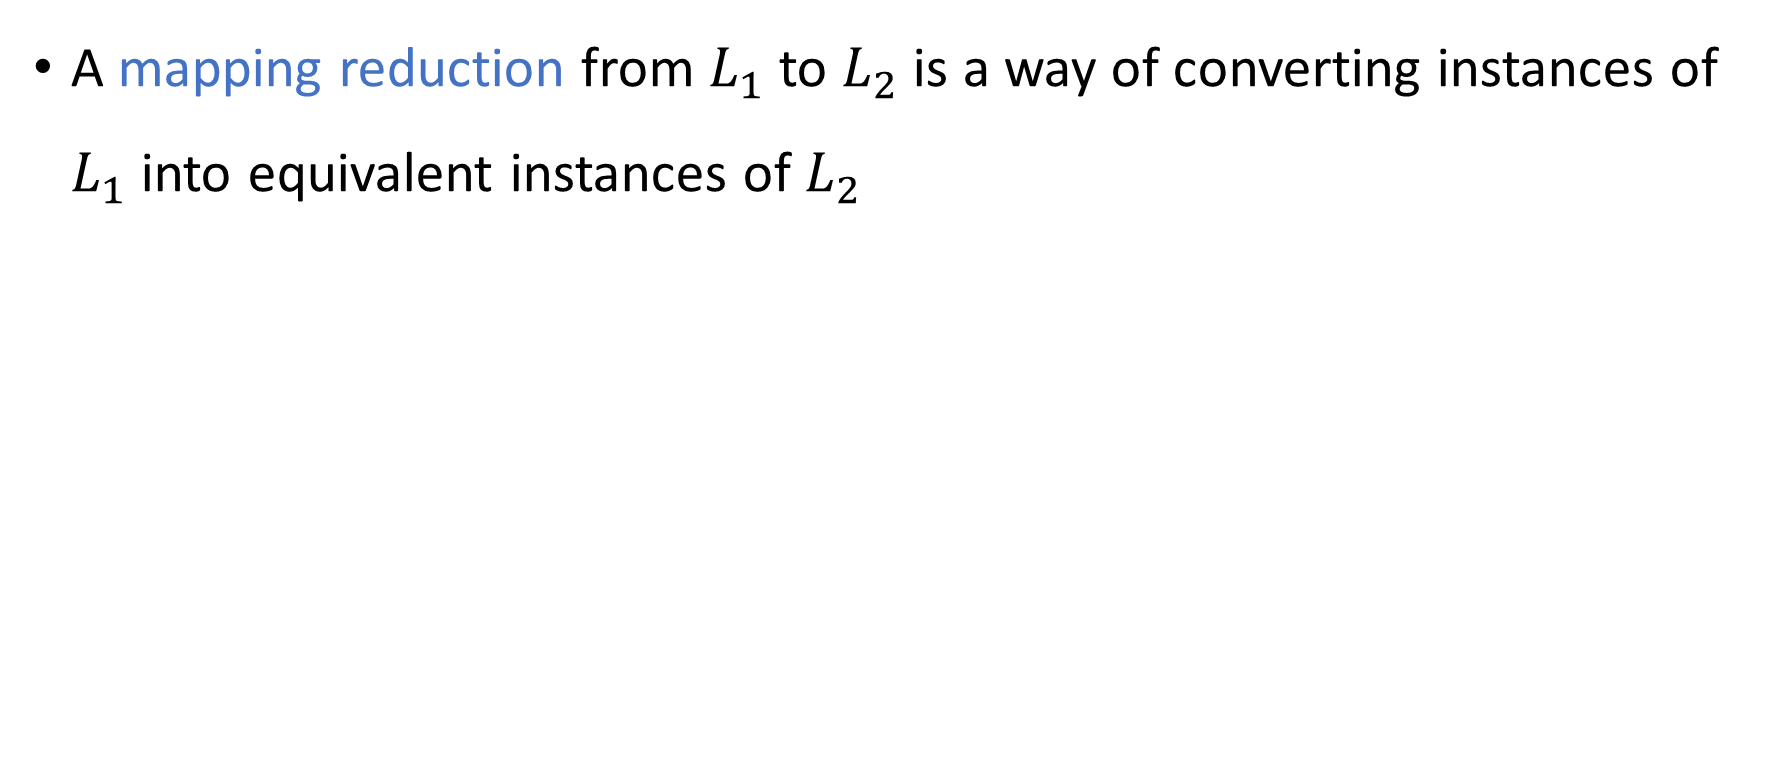 • A mapping reduction from 𝐿₁ to 𝐿₂ is a way of converting instances of
𝐿₁ into equivalent instances of 𝐿₂